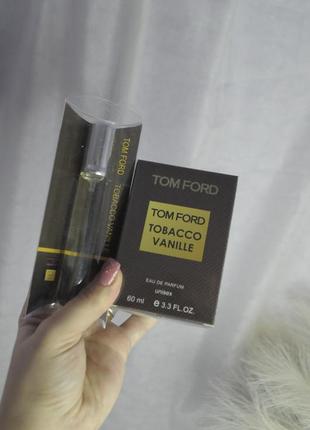 TOM FORD
TOBACCO VANILLE
TOM FORD
TOM FORD
TOBACCO
VANILLE
EAU DE PARFUM
unisex
60 ml e 3.3 FL.OZ.